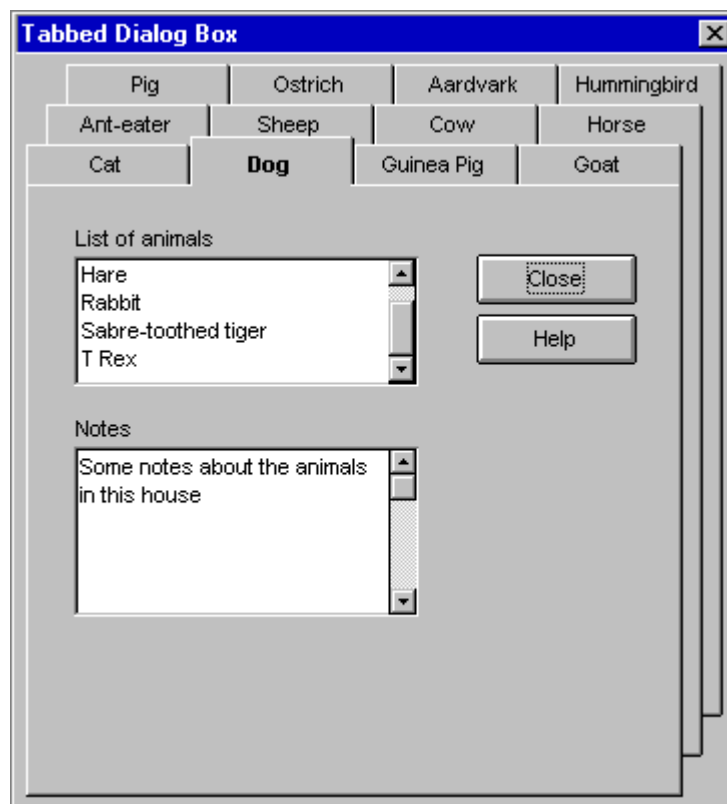 Tabbed Dialog Box
Pig Ostrich Aardvark Hummingbird
Ant-eater Sheep Cow Horse
Cat Dog Guinea Pig Goat
List of animals
Hare
Rabbit
Sabre-toothed tiger
T Rex
Close
Help
Notes
Some notes about the animals
in this house